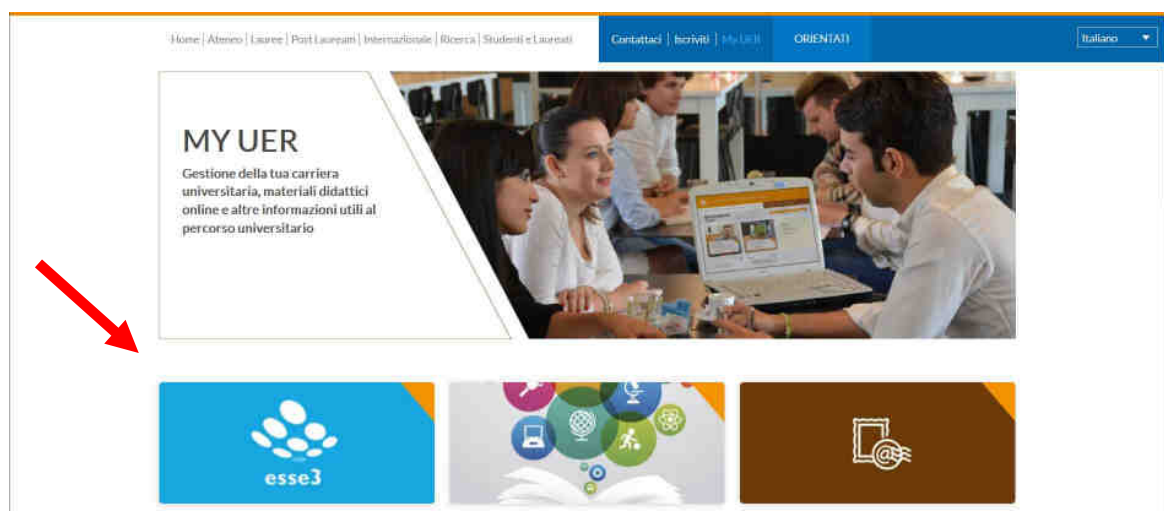 Home | Ateneo | Lauree | Post Lauream | Internazionale | Ricerca | Studenti e Laureati
Contattaci | Iscriviti | My UER
ORIENTATI
Italiano
MY UER
Gestione della tua carriera
universitaria, materiali didattici
online e altre informazioni utili al
percorso universitario
esse3
@